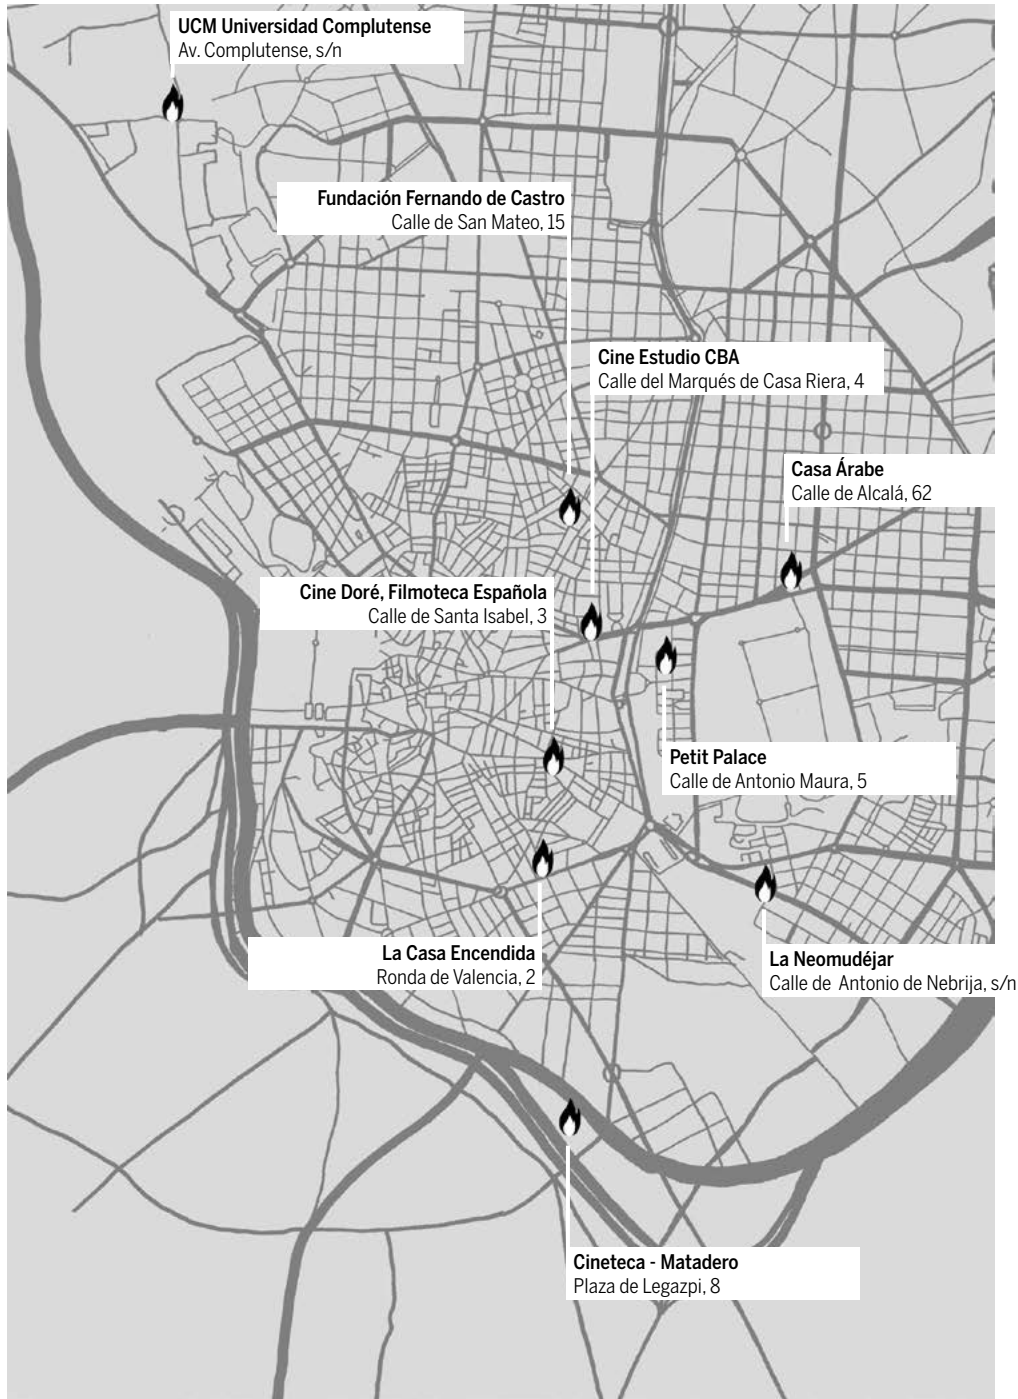 UCM Universidad Complutense
Av. Complutense, s/n
Fundación Fernando de Castro
Calle de San Mateo, 15
Cine Estudio CBA
Calle del Marqués de Casa Riera, 4
Casa Árabe
Calle de Alcalá, 62
Cine Doré, Filmoteca Española
Calle de Santa Isabel, 3
Petit Palace
Calle de Antonio Maura, 5
La Casa Encendida
Ronda de Valencia, 2
La Neomudéjar
Calle de Antonio de Nebrija, s/n
Cineteca - Matadero
Plaza de Legazpi, 8